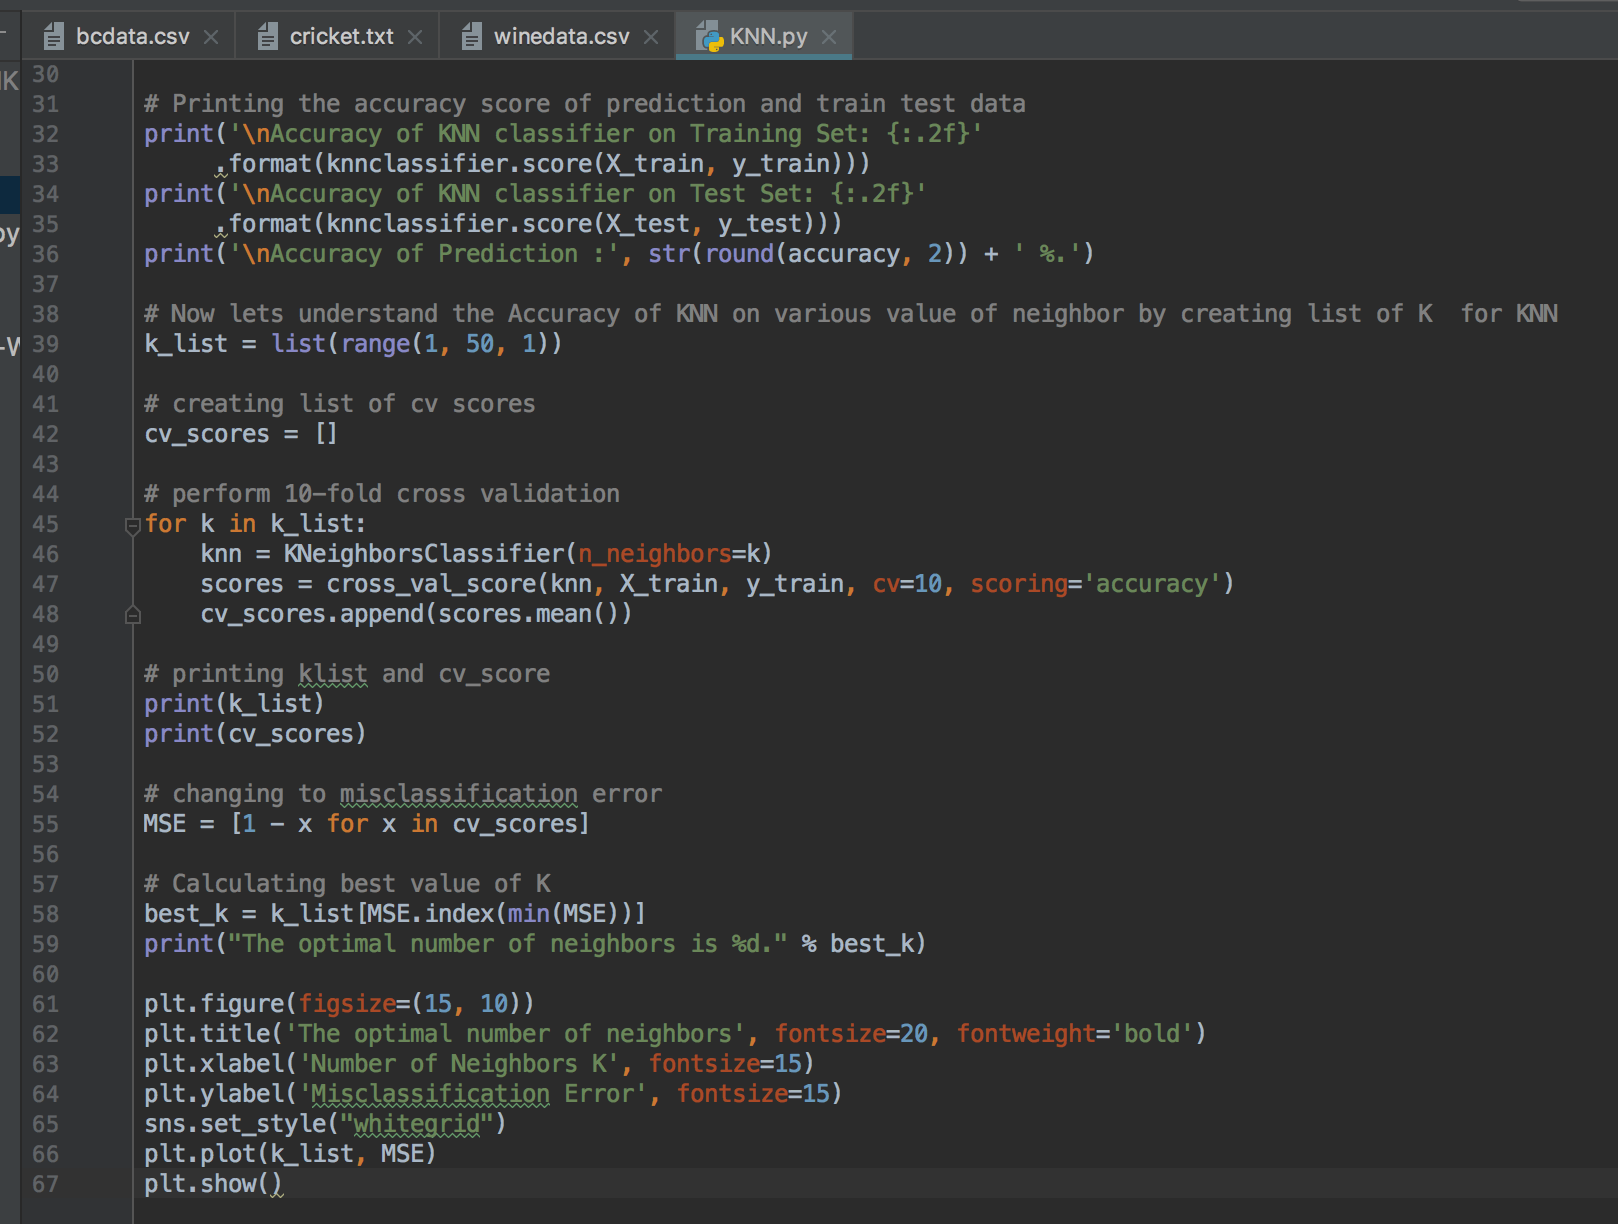 bcdata.csv cricket.txt winedata.csv KNN.py
30
31 # Printing the accuracy score of prediction and train test data
32 print('\nAccuracy of KNN classifier on Training Set: {:.2f}'
33      .format(knnclassifier.score(X_train, y_train)))
34 print('\nAccuracy of KNN classifier on Test Set: {:.2f}'
35      .format(knnclassifier.score(X_test, y_test)))
36 print('\nAccuracy of Prediction :', str(round(accuracy, 2)) + ' %.')
37
38 # Now lets understand the Accuracy of KNN on various value of neighbor by creating list of K  for KNN
39 k_list = list(range(1, 50, 1))
40
41 # creating list of cv scores
42 cv_scores = []
43
44 # perform 10-fold cross validation
45 for k in k_list:
46     knn = KNeighborsClassifier(n_neighbors=k)
47     scores = cross_val_score(knn, X_train, y_train, cv=10, scoring='accuracy')
48     cv_scores.append(scores.mean())
49
50 # printing klist and cv_score
51 print(k_list)
52 print(cv_scores)
53
54 # changing to misclassification error
55 MSE = [1 - x for x in cv_scores]
56
57 # Calculating best value of K
58 best_k = k_list[MSE.index(min(MSE))]
59 print("The optimal number of neighbors is %d." % best_k)
60
61 plt.figure(figsize=(15, 10))
62 plt.title('The optimal number of neighbors', fontsize=20, fontweight='bold')
63 plt.xlabel('Number of Neighbors K', fontsize=15)
64 plt.ylabel('Misclassification Error', fontsize=15)
65 sns.set_style("whitegrid")
66 plt.plot(k_list, MSE)
67 plt.show()